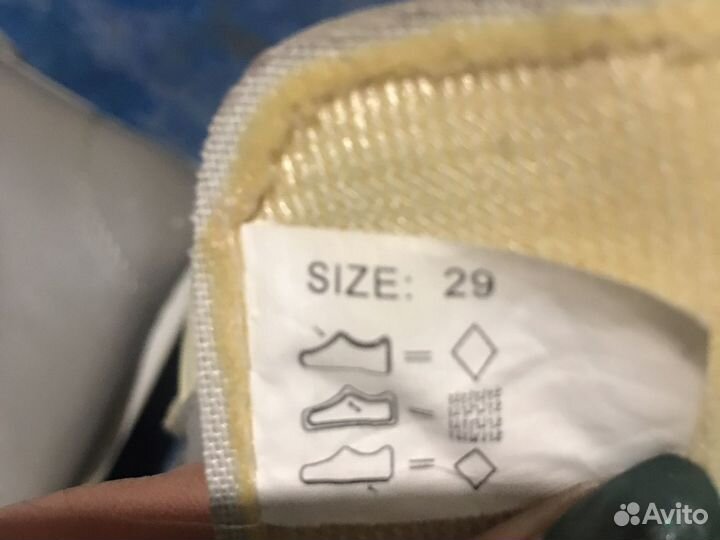 SIZE: 29
=
=
=
Avito